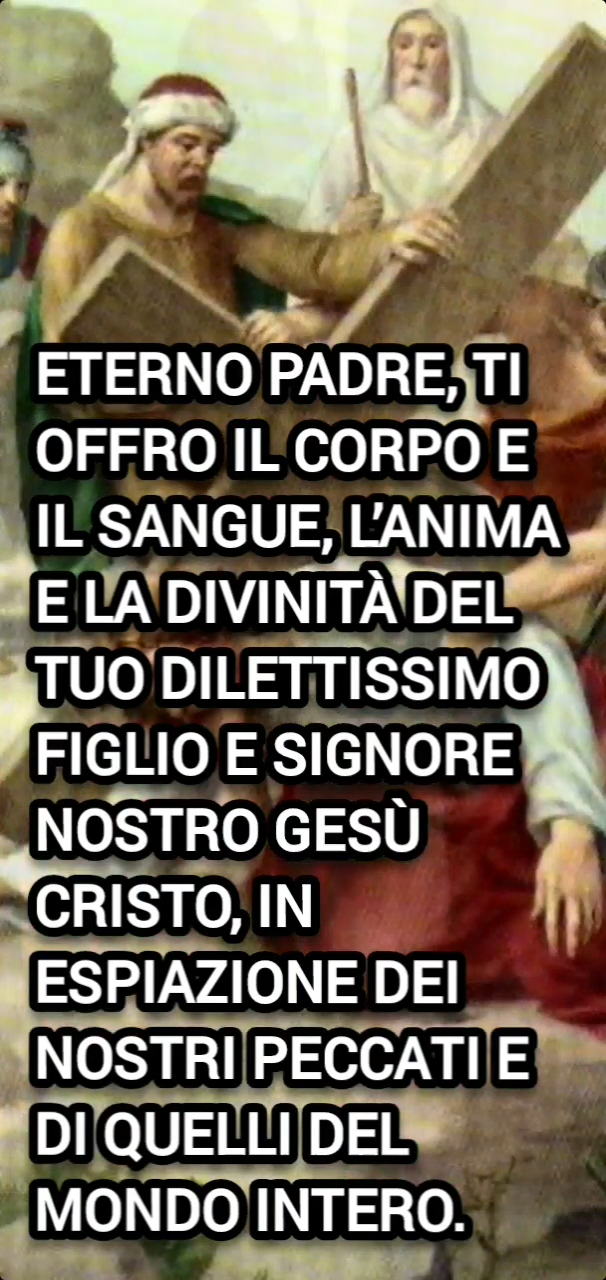 ETERNO PADRE, TI
OFFRO IL CORPO E
IL SANGUE, L'ANIMA
E LA DIVINITÀ DEL
TUO DILETTISSIMO
FIGLIO E SIGNORE
NOSTRO GESÙ
CRISTO, IN
ESPIAZIONE DEI
NOSTRI PECCATI E
DI QUELLI DEL
MONDO INTERO.